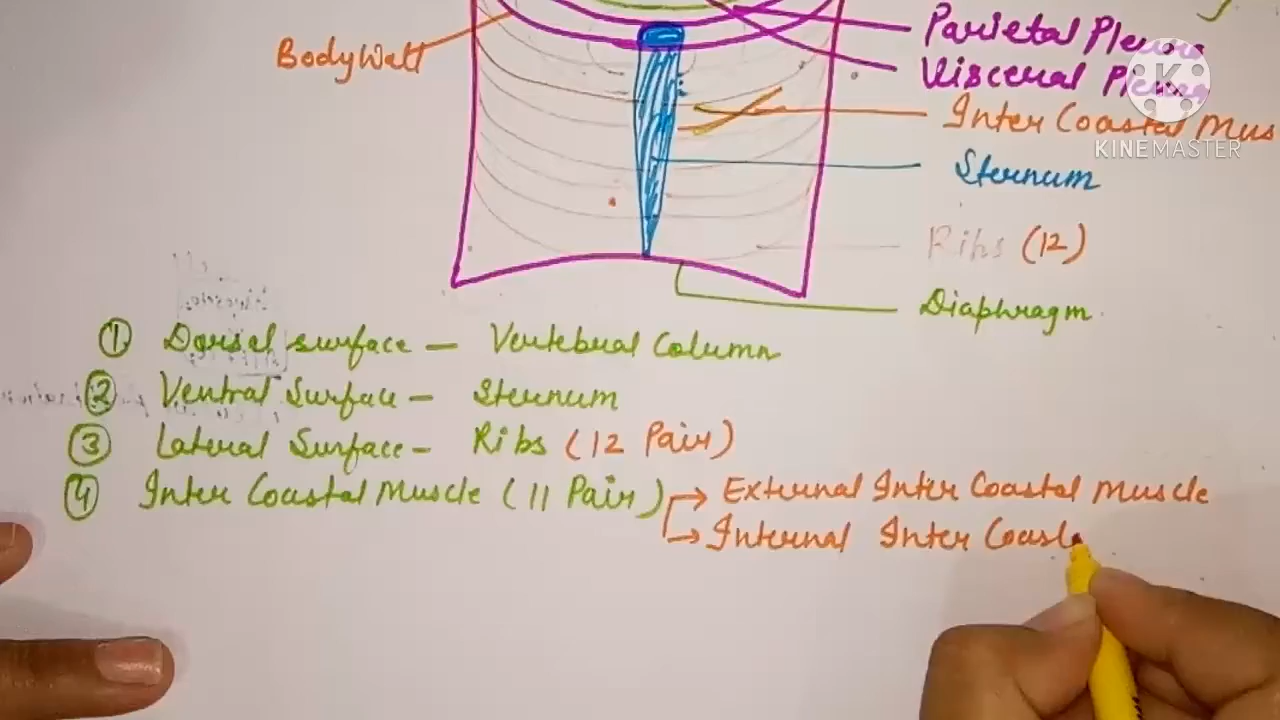 Body Wall
Parietal Pleura
Visceral Pleura
Inter Coastal Mus
KINEMASTER
Sternum
Ribs (12)
Diaphragm
① Dorsal surface - Vertebral Column
② Ventral Surface - Sternum
③ Lateral Surface - Ribs (12 Pair)
④ Inter Coastal Muscle (11 Pair) → External Inter Coastal Muscle
→ Internal Inter Coast